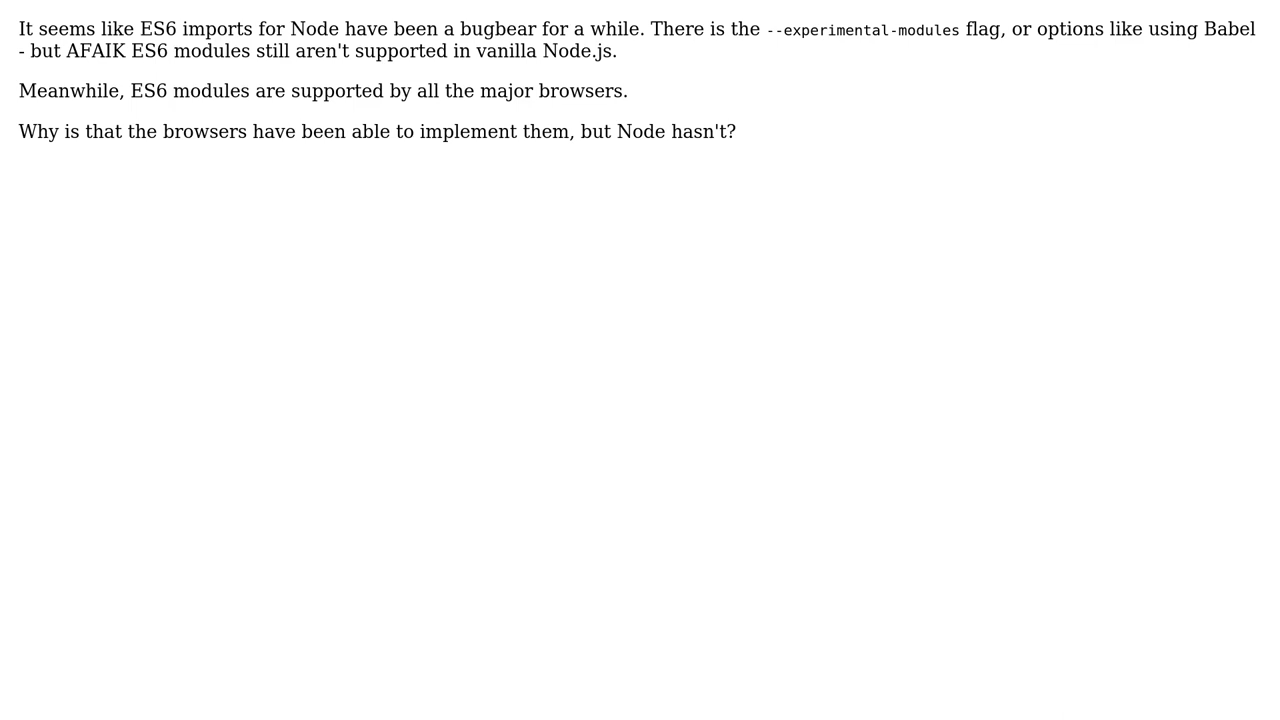 It seems like ES6 imports for Node have been a bugbear for a while. There is the --experimental-modules flag, or options like using Babel
- but AFAIK ES6 modules still aren't supported in vanilla Node.js.
Meanwhile, ES6 modules are supported by all the major browsers.
Why is that the browsers have been able to implement them, but Node hasn't?